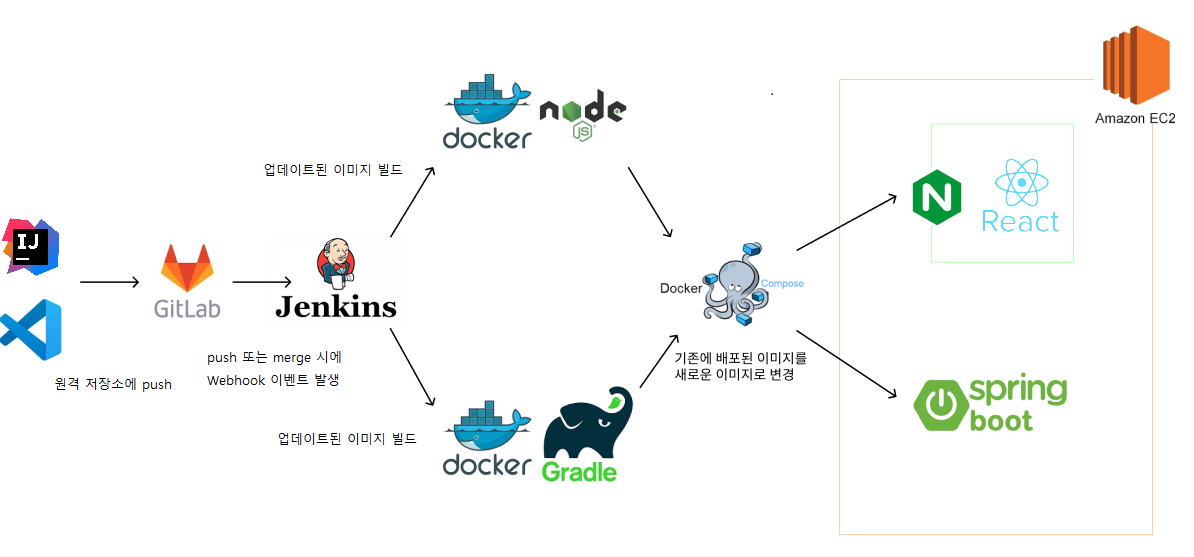 IJ
원격 저장소에 push
GitLab
Jenkins
push 또는 merge 시에
Webhook 이벤트 발생
업데이트된 이미지 빌드
docker
node
JS
업데이트된 이미지 빌드
docker
Gradle
Docker
Compose
기존에 배포된 이미지를
새로운 이미지로 변경
Amazon EC2
N
React
spring
boot